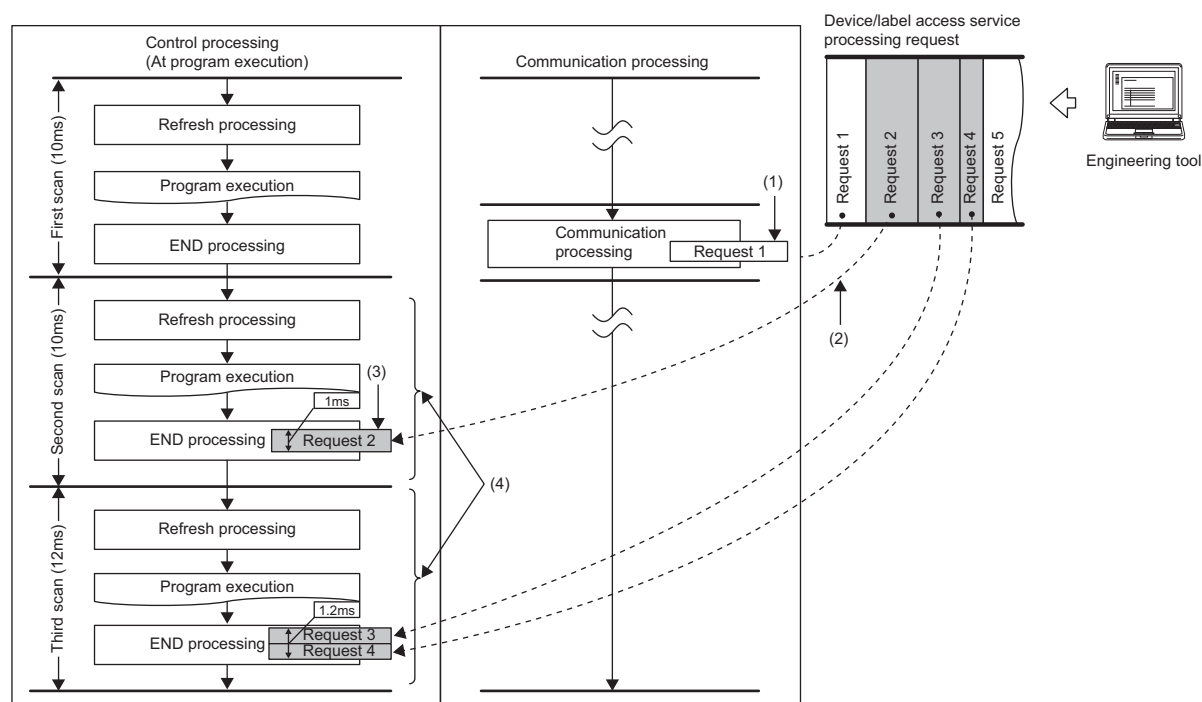 Control processing
(At program execution)
Communication processing
Device/label access service
processing request
First scan (10ms)
Refresh processing
Program execution
END processing
Communication
processing
Request 1
(1)
Request 1
Request 2
Request 3
Request 4
Request 5
Engineering tool
(2)
Second scan (10ms)
Refresh processing
Program execution
(3)
1ms
END processing
Request 2
(4)
Third scan (12ms)
Refresh processing
Program execution
1.2ms
END processing
Request 3
Request 4